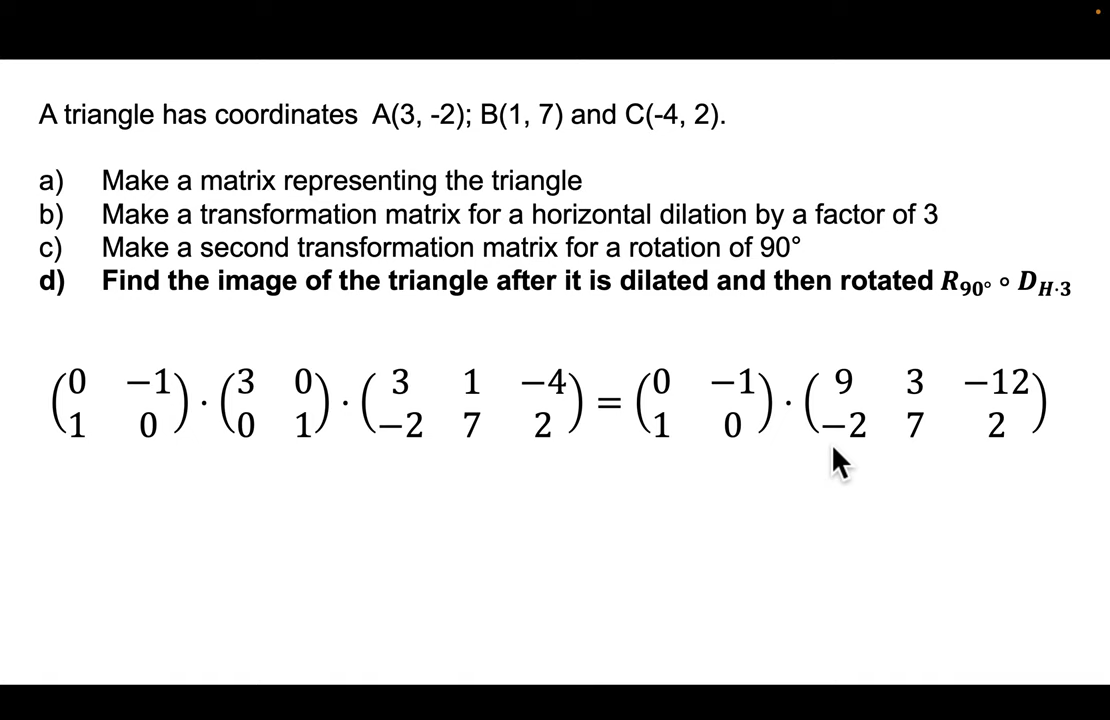 A triangle has coordinates A(3, -2); B(1, 7) and C(-4, 2).
a) Make a matrix representing the triangle
b) Make a transformation matrix for a horizontal dilation by a factor of 3
c) Make a second transformation matrix for a rotation of 90°
d) Find the image of the triangle after it is dilated and then rotated R90° ∘ DH·3
(0 −1) · (3 0) · (3 1 −4) = (0 −1) · (9 3 −12)
(1 0) (0 1) (−2 7 2) (1 0) (−2 7 2)